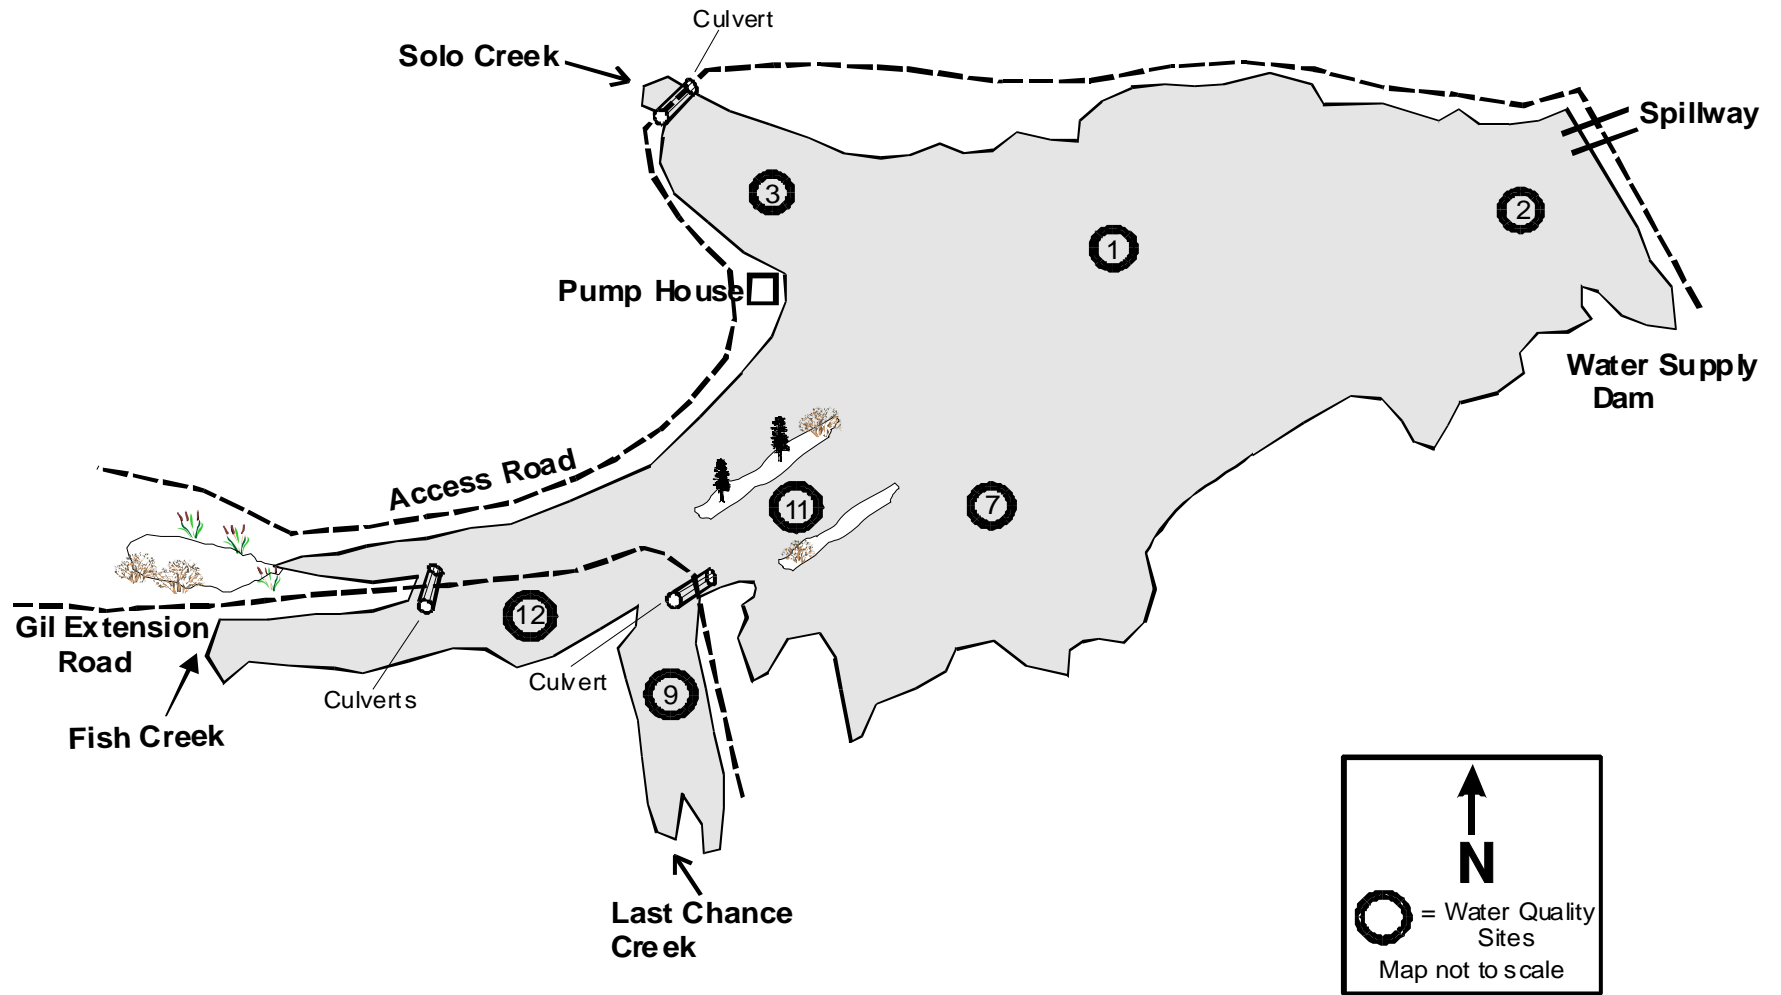 Culvert
Solo Creek
Spillway
3
2
1
Pump House
Water Supply
Dam
Access Road
11
7
12
Gil Extension
Road
Culvert
9
Culverts
Fish Creek
Last Chance
Creek
N
= Water Quality
Sites
Map not to scale